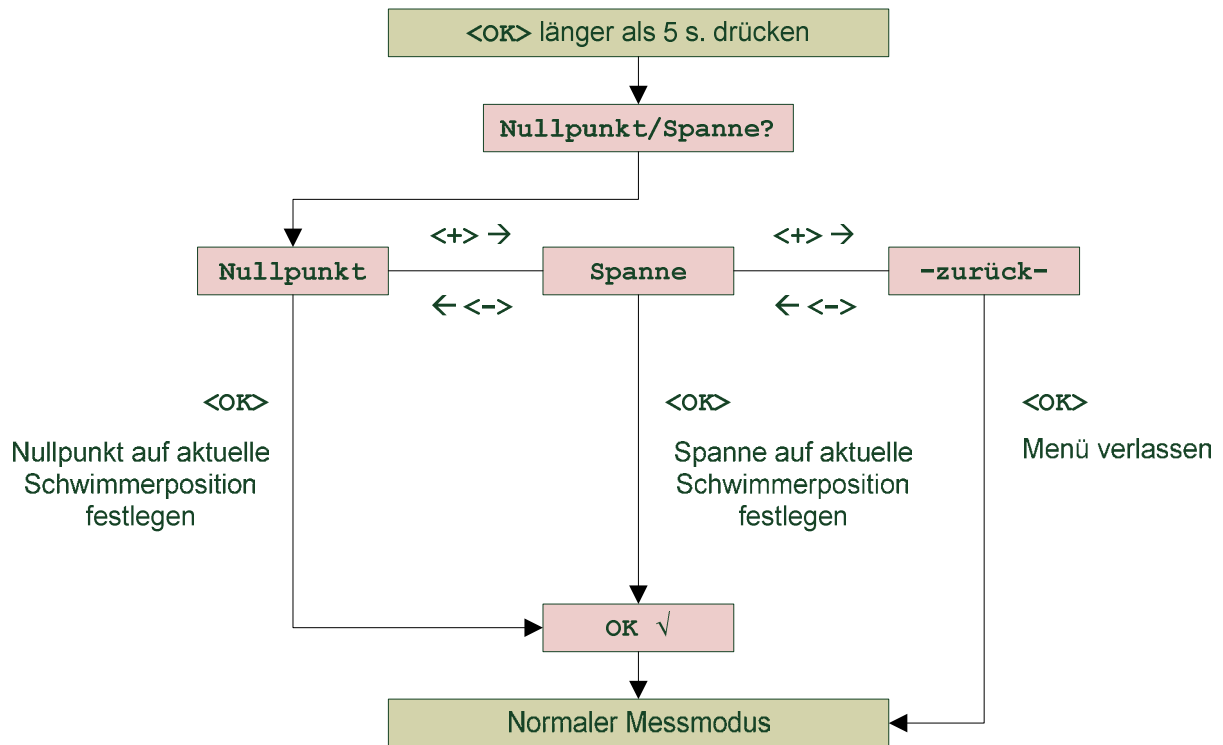 <OK> länger als 5 s. drücken
Nullpunkt/Spanne?
<+> →
<+> →
Nullpunkt
Spanne
-zurück-
← <->
← <->
<OK>
Nullpunkt auf aktuelle
Schwimmerposition
festlegen
<OK>
Spanne auf aktuelle
Schwimmerposition
festlegen
<OK>
Menü verlassen
OK √
Normaler Messmodus